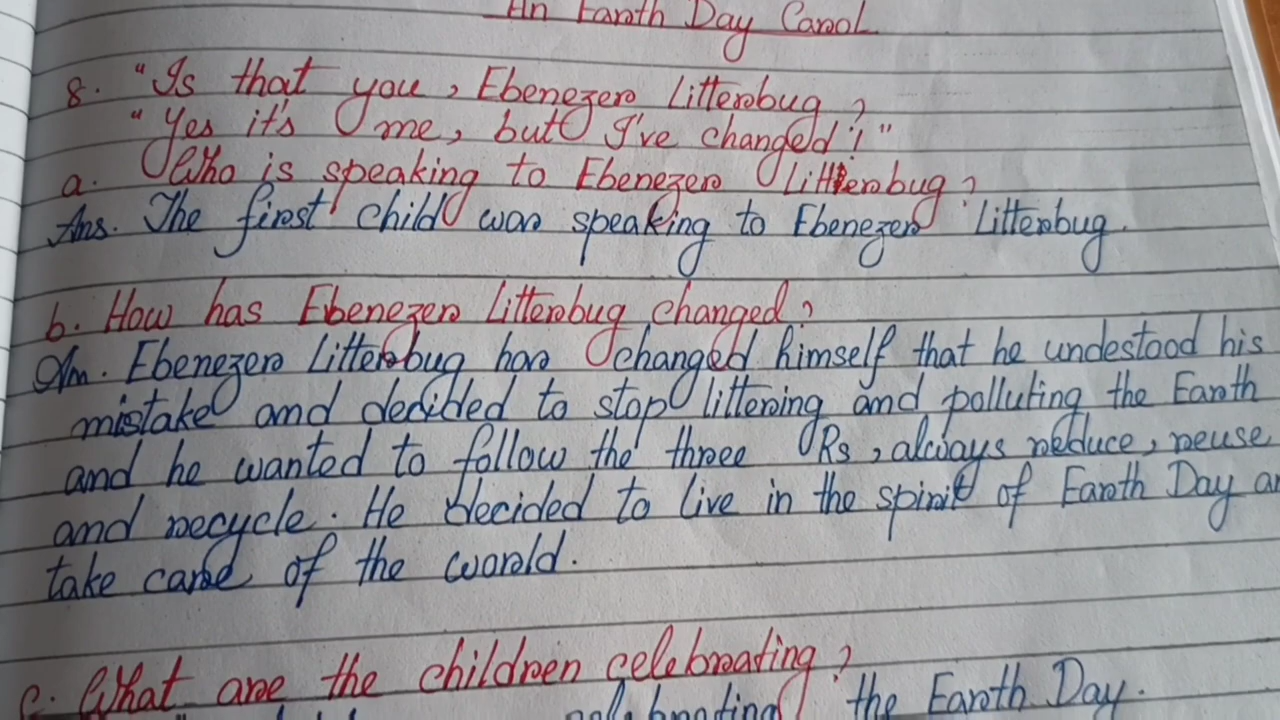 An Earth Day Carol
8. "Is that you, Ebenezer Litterbug?
"Yes it's me, but I've changed!"
a. Who is speaking to Ebenezer Litterbug?
Ans. The first child was speaking to Ebenezer Litterbug.
b. How has Ebenezer Litterbug changed?
Ans. Ebenezer Litterbug has changed himself that he undestood his
mistake and decided to stop littering and polluting the Earth
and he wanted to follow the three Rs, always reduce, reuse
and recycle. He decided to live in the spirit of Earth Day an
take care of the world.
c. What are the children celebrating?
celebrating the Earth Day.